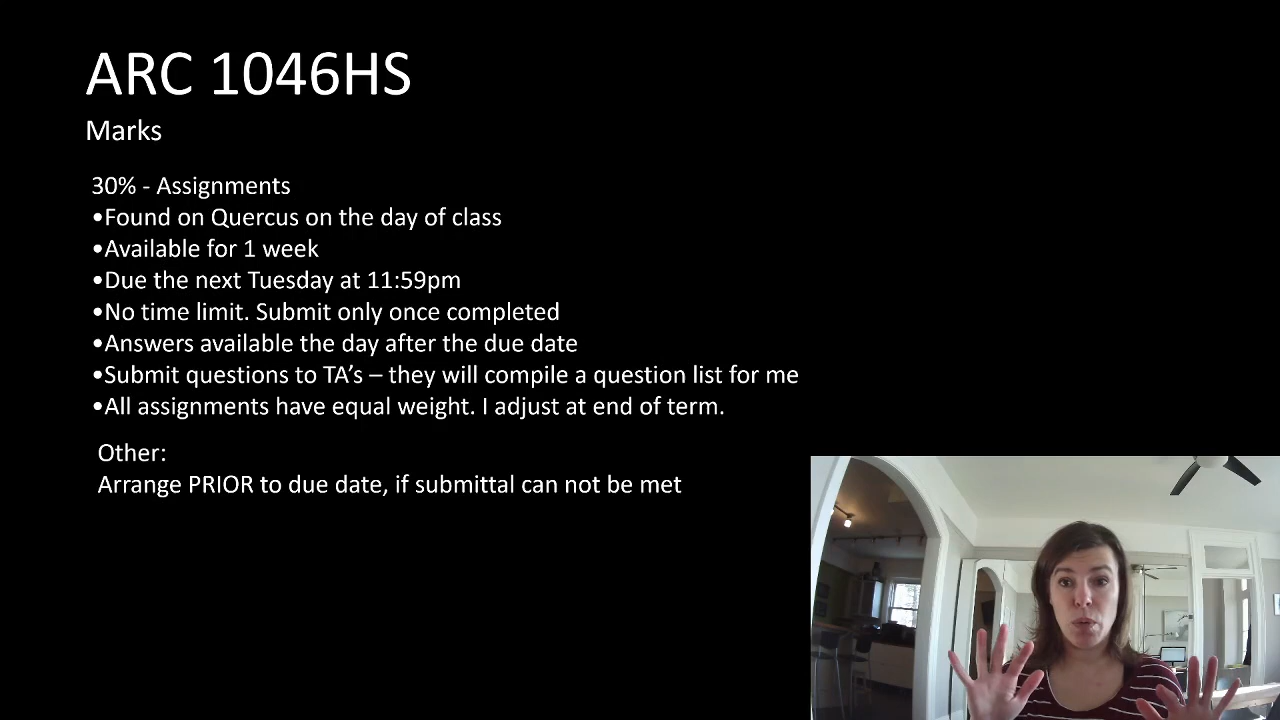 ARC 1046HS
Marks
30% - Assignments
•Found on Quercus on the day of class
•Available for 1 week
•Due the next Tuesday at 11:59pm
•No time limit. Submit only once completed
•Answers available the day after the due date
•Submit questions to TA’s – they will compile a question list for me
•All assignments have equal weight. I adjust at end of term.
Other:
Arrange PRIOR to due date, if submittal can not be met